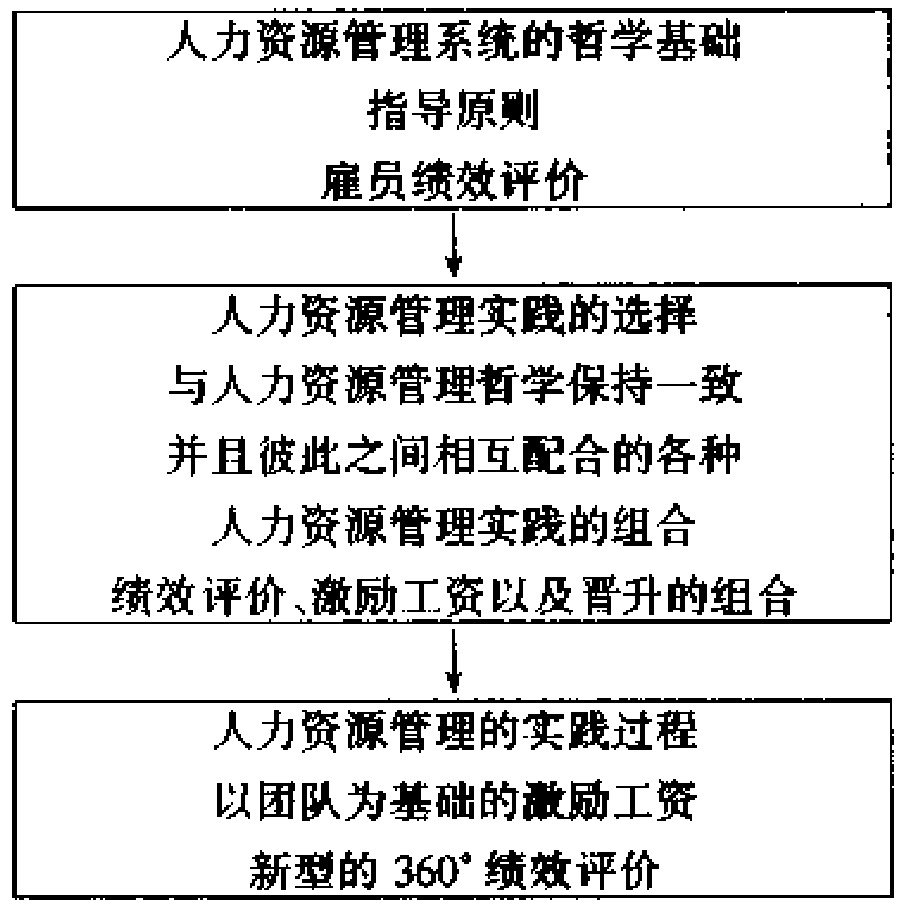 人力资源管理系统的哲学基础
指导原则
雇员绩效评价
人力资源管理实践的选择
与人力资源管理哲学保持一致
并且彼此之间相互配合的各种
人力资源管理实践的组合
绩效评价、激励工资以及晋升的组合
人力资源管理的实践过程
以团队为基础的激励工资
新型的 360° 绩效评价